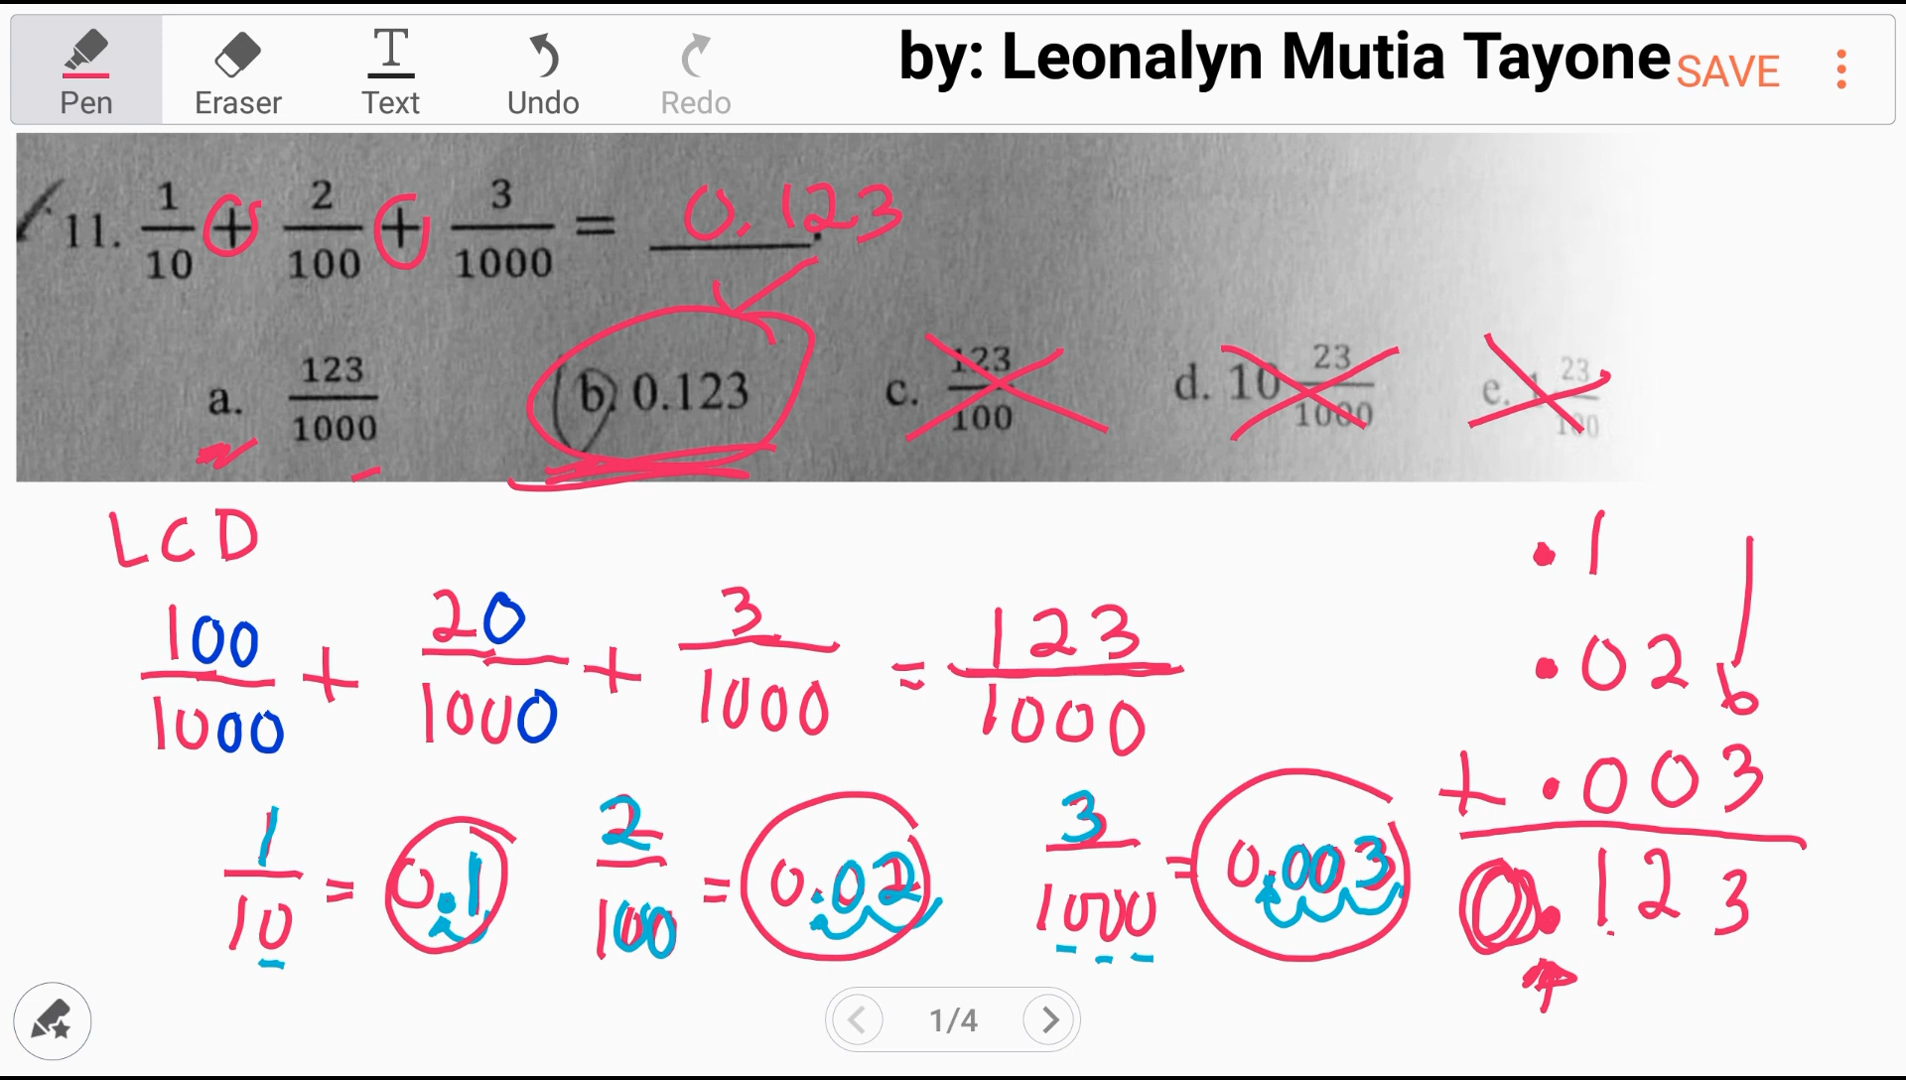 by: Leonalyn Mutia Tayone
SAVE
Pen Eraser Text Undo Redo
11. 1/10 + 2/100 + 3/1000 = 0.123.
a. 123/1000 b. 0.123 c. 123/100 d. 10 23/1000 e. 23/100
LCD
100/1000 + 20/1000 + 3/1000 = 123/1000
1/10 = 0.1 2/100 = 0.02 3/1000 = 0.003
.1
.02
+ .003
0.123
1/4